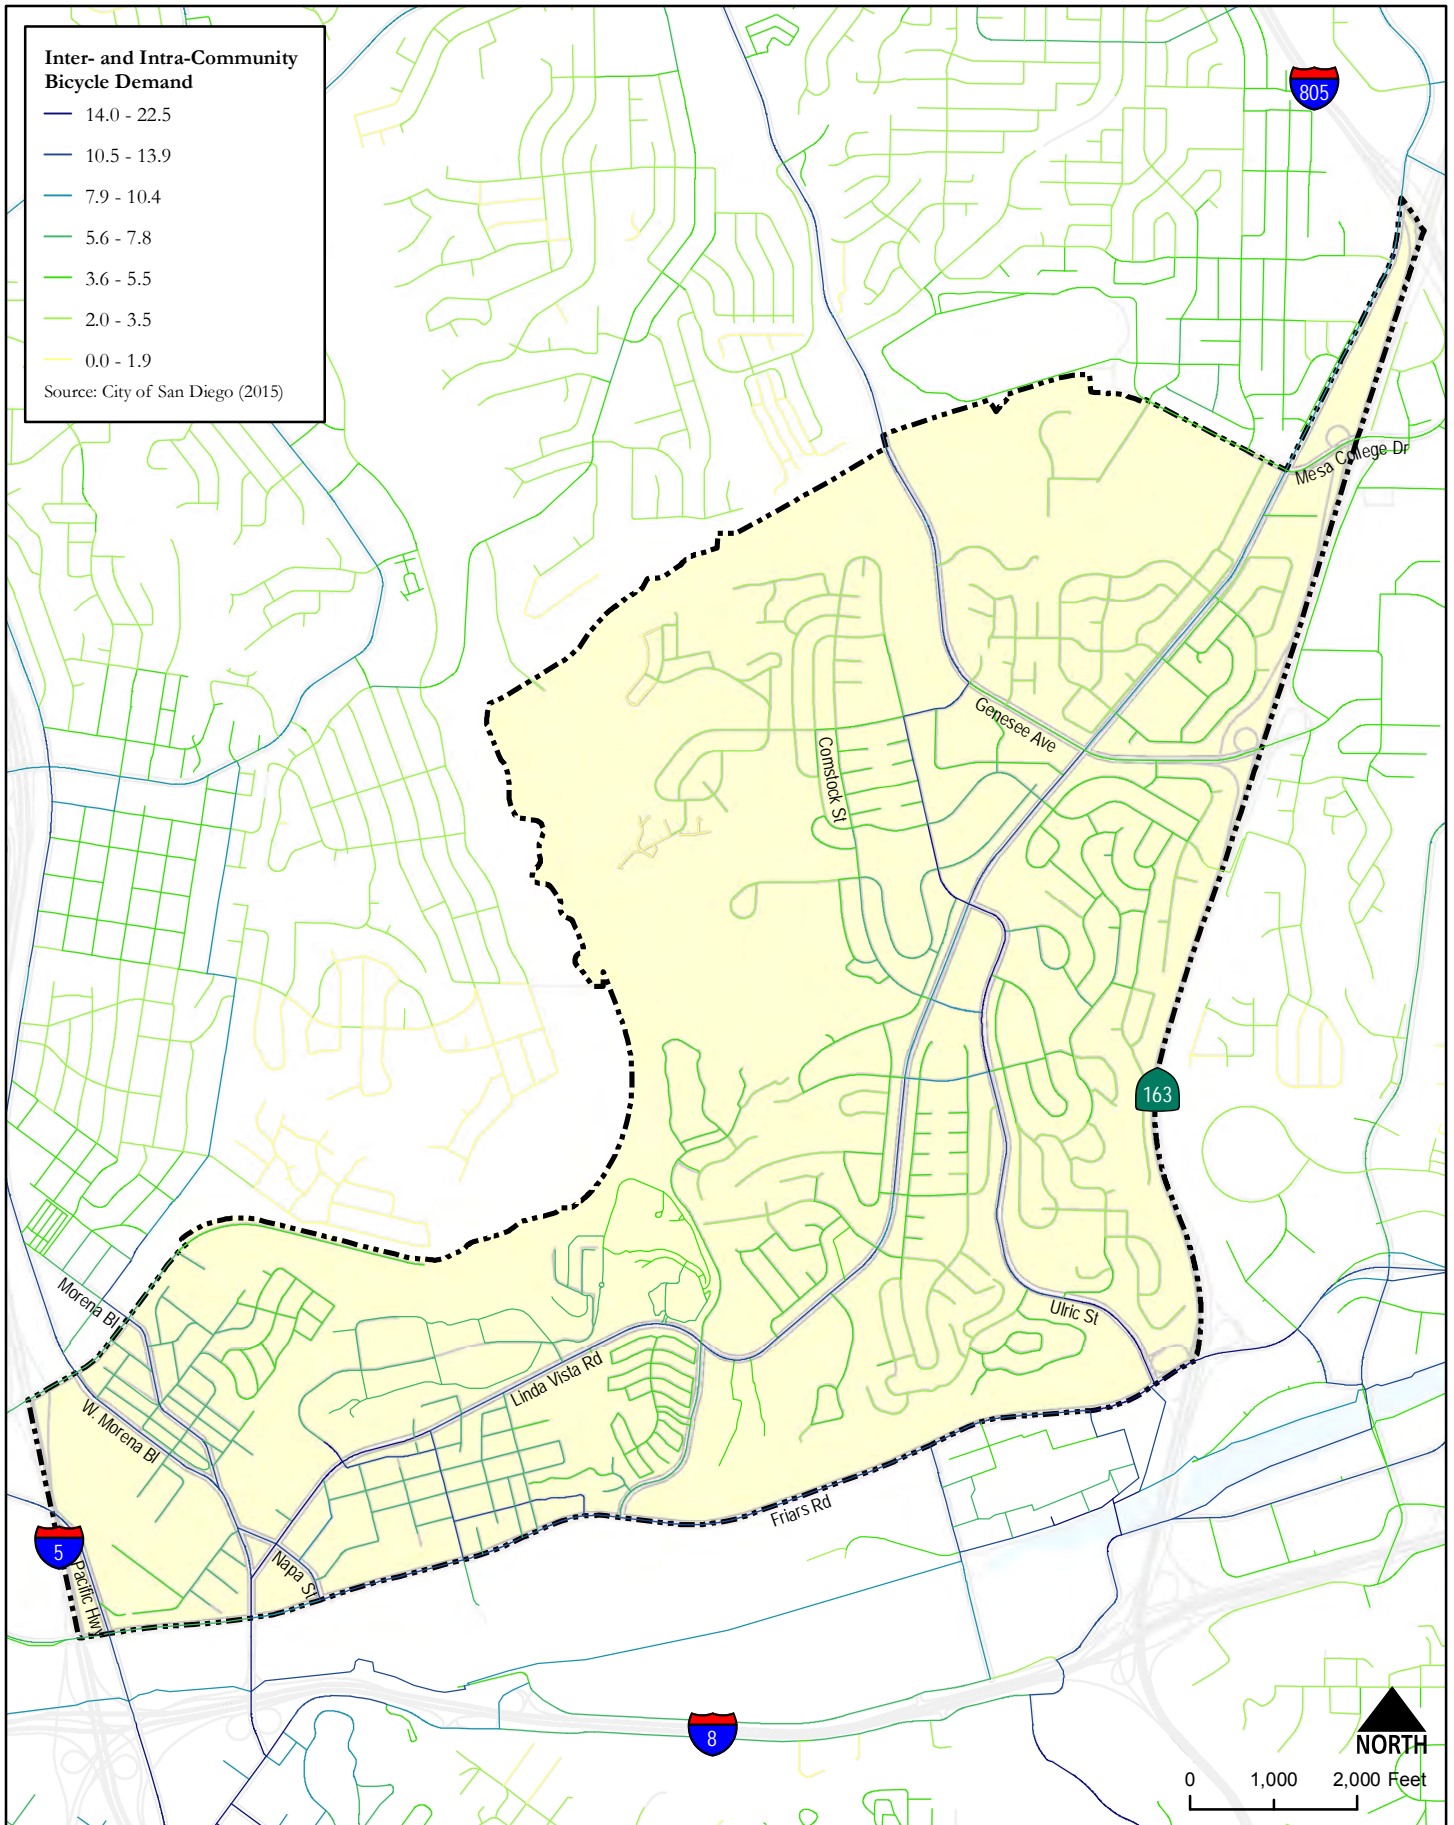 Inter- and Intra-Community
Bicycle Demand
14.0 - 22.5
10.5 - 13.9
7.9 - 10.4
5.6 - 7.8
3.6 - 5.5
2.0 - 3.5
0.0 - 1.9
Source: City of San Diego (2015)
805
Mesa College Dr
Genesee Ave
Comstock St
163
Morena Bl
Ulric St
Linda Vista Rd
W. Morena Bl
Friars Rd
5
Napa St
Pacific Hwy
8
NORTH
0 1,000 2,000 Feet